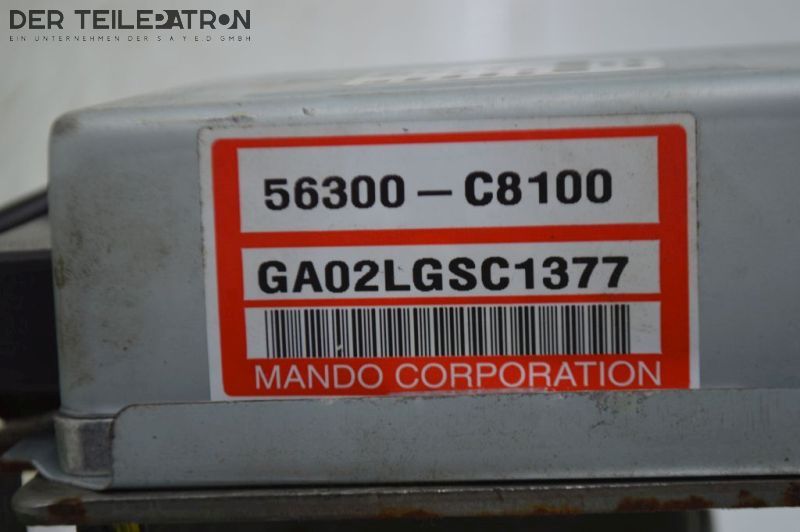 DER TEILEPATRON
EIN UNTERNEHMEN DER S A Y E D GMBH
56300-C8100
GA02LGSC1377
MANDO CORPORATION